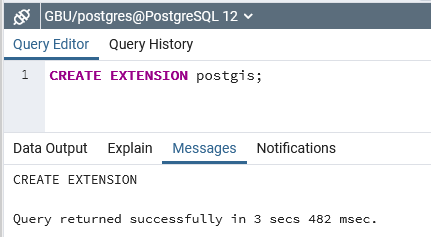 GBU/postgres@PostgreSQL 12
Query Editor Query History
1 CREATE EXTENSION postgis;
Data Output Explain Messages Notifications
CREATE EXTENSION
Query returned successfully in 3 secs 482 msec.